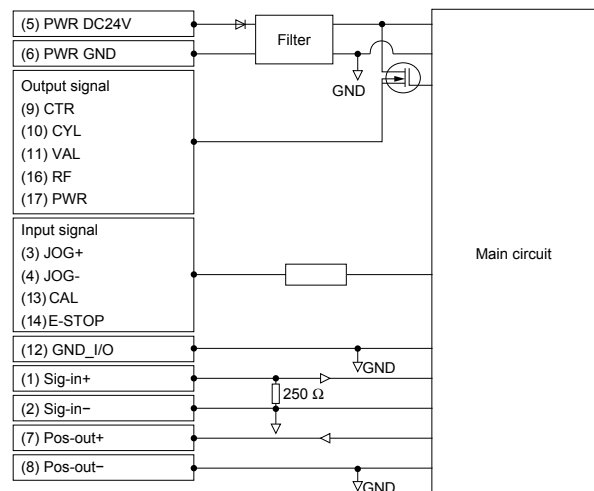 (5) PWR DC24V
(6) PWR GND
Filter
GND
Output signal
(9) CTR
(10) CYL
(11) VAL
(16) RF
(17) PWR
Input signal
(3) JOG+
(4) JOG-
(13) CAL
(14) E-STOP
Main circuit
(12) GND_I/O
GND
(1) Sig-in+
250 Ω
(2) Sig-in−
(7) Pos-out+
(8) Pos-out−
GND